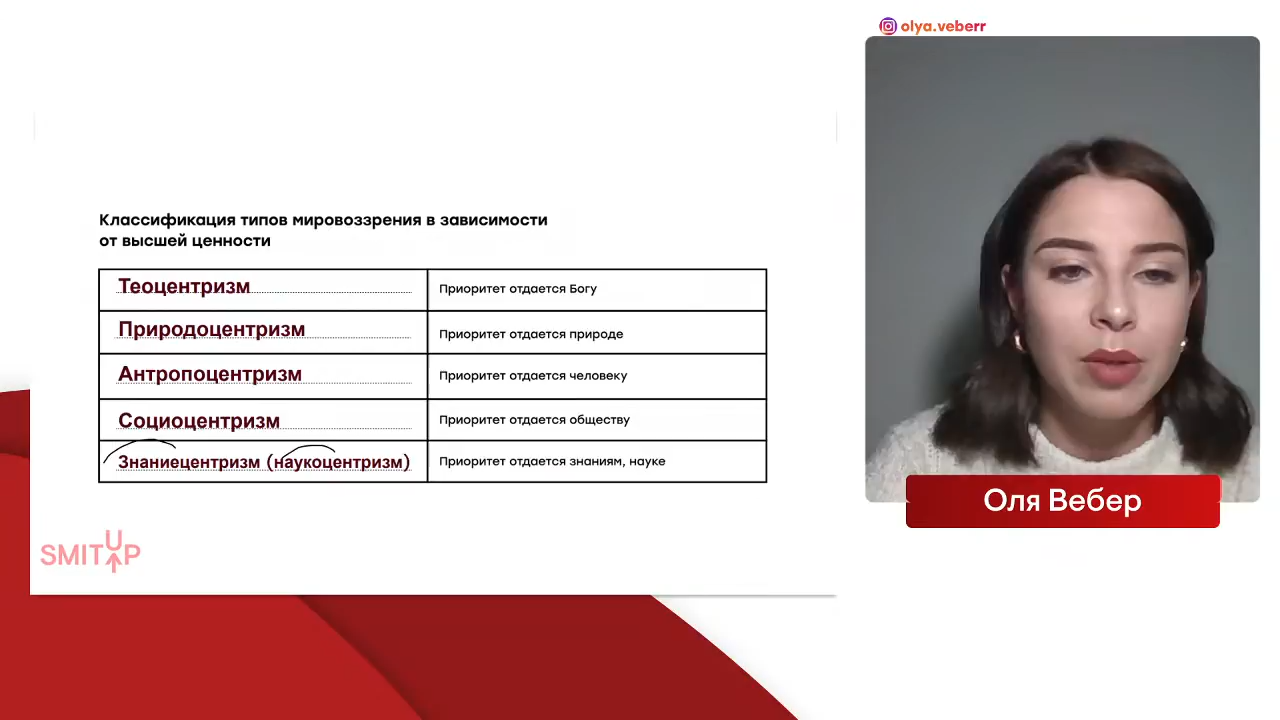 olya.veberr
Классификация типов мировоззрения в зависимости
от высшей ценности
Теоцентризм
Приоритет отдается Богу
Природоцентризм
Приоритет отдается природе
Антропоцентризм
Приоритет отдается человеку
Социоцентризм
Приоритет отдается обществу
Знаниецентризм (наукоцентризм)
Приоритет отдается знаниям, науке
Оля Вебер
SMITUP